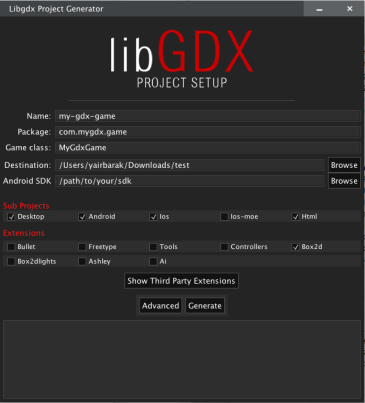 Libgdx Project Generator
libGDX
PROJECT SETUP
Name: my-gdx-game
Package: com.mygdx.game
Game class: MyGdxGame
Destination: /Users/yairbarak/Downloads/test Browse
Android SDK /path/to/your/sdk Browse
Sub Projects
Desktop Android Ios Ios-moe Html
Extensions
Bullet Freetype Tools Controllers Box2d
Box2dlights Ashley Ai
Show Third Party Extensions
Advanced Generate